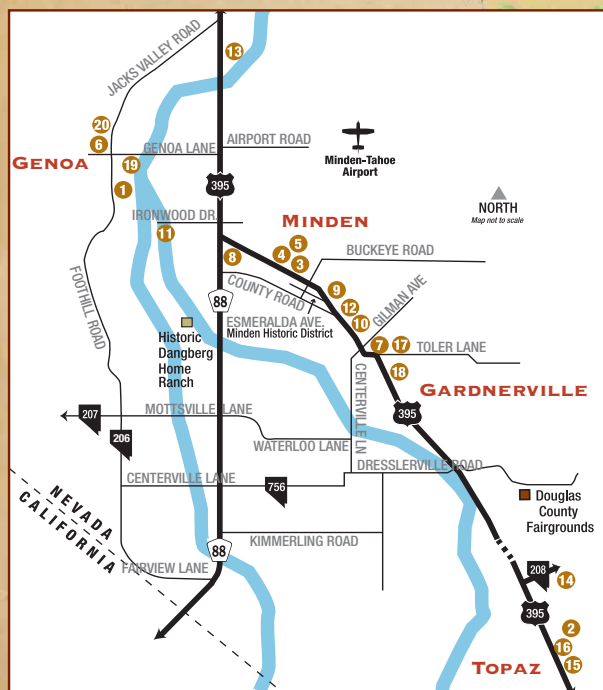 13
JACKS VALLEY ROAD
20
6
GENOA LANE
AIRPORT ROAD
GENOA
19
1
395
Minden-Tahoe
Airport
NORTH
Map not to scale
IRONWOOD DR.
11
MINDEN
8
4
5
3
BUCKEYE ROAD
COUNTY ROAD
FOOTHILL ROAD
88
9
12
10
GILMAN AVE
ESMERALDA AVE.
Minden Historic District
Historic
Dangberg
Home
Ranch
7
17
TOLER LANE
18
CENTERVILLE LN
GARDNERVILLE
207
MOTTSVILLE LANE
395
206
WATERLOO LANE
DRESSLERVILLE ROAD
CENTERVILLE LANE
756
Douglas
County
Fairgrounds
NEVADA
CALIFORNIA
KIMMERLING ROAD
88
FAIRVIEW LANE
208
14
395
2
16
15
TOPAZ